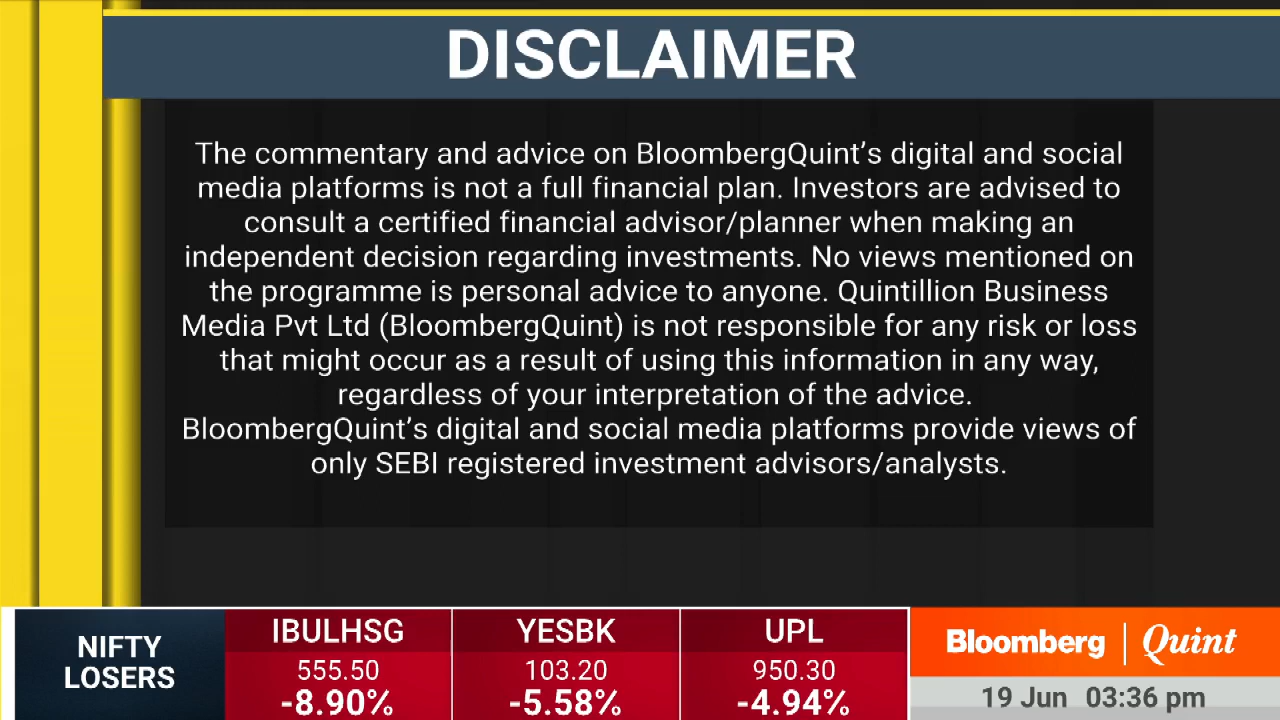 DISCLAIMER
The commentary and advice on BloombergQuint's digital and social
media platforms is not a full financial plan. Investors are advised to
consult a certified financial advisor/planner when making an
independent decision regarding investments. No views mentioned on
the programme is personal advice to anyone. Quintillion Business
Media Pvt Ltd (BloombergQuint) is not responsible for any risk or loss
that might occur as a result of using this information in any way,
regardless of your interpretation of the advice.
BloombergQuint's digital and social media platforms provide views of
only SEBI registered investment advisors/analysts.
NIFTY
LOSERS
IBULHSG
555.50
-8.90%
YESBK
103.20
-5.58%
UPL
950.30
-4.94%
Bloomberg | Quint
19 Jun 03:36 pm